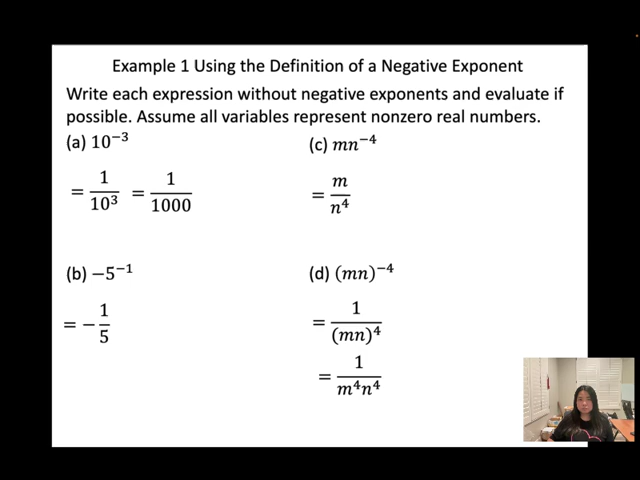 Example 1 Using the Definition of a Negative Exponent
Write each expression without negative exponents and evaluate if
possible. Assume all variables represent nonzero real numbers.
(a) 10⁻³
= 1/10³ = 1/1000
(b) −5⁻¹
= −1/5
(c) mn⁻⁴
= m/n⁴
(d) (mn)⁻⁴
= 1/(mn)⁴
= 1/m⁴n⁴